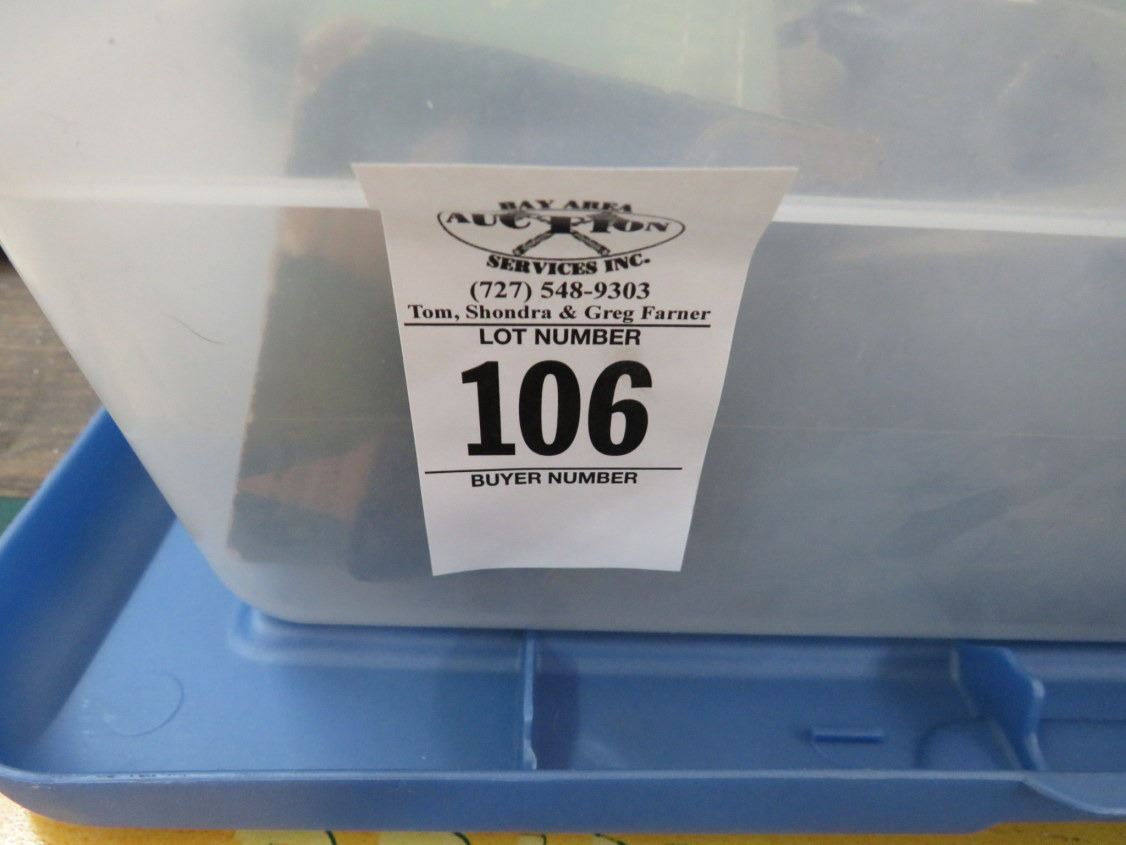 BAY AREA
AUCTION
SERVICES INC.
(727) 548-9303
Tom, Shondra & Greg Farner
LOT NUMBER
106
BUYER NUMBER